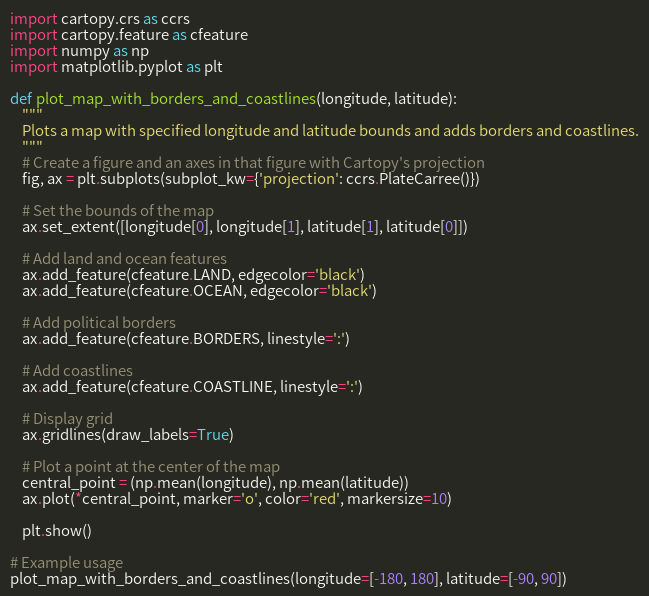 import cartopy.crs as ccrs
import cartopy.feature as cfeature
import numpy as np
import matplotlib.pyplot as plt

def plot_map_with_borders_and_coastlines(longitude, latitude):
    """
    Plots a map with specified longitude and latitude bounds and adds borders and coastlines.
    """
    # Create a figure and an axes in that figure with Cartopy's projection
    fig, ax = plt.subplots(subplot_kw={'projection': ccrs.PlateCarree()})

    # Set the bounds of the map
    ax.set_extent([longitude[0], longitude[1], latitude[1], latitude[0]])

    # Add land and ocean features
    ax.add_feature(cfeature.LAND, edgecolor='black')
    ax.add_feature(cfeature.OCEAN, edgecolor='black')

    # Add political borders
    ax.add_feature(cfeature.BORDERS, linestyle=':')

    # Add coastlines
    ax.add_feature(cfeature.COASTLINE, linestyle=':')

    # Display grid
    ax.gridlines(draw_labels=True)

    # Plot a point at the center of the map
    central_point = (np.mean(longitude), np.mean(latitude))
    ax.plot(*central_point, marker='o', color='red', markersize=10)

    plt.show()

# Example usage
plot_map_with_borders_and_coastlines(longitude=[-180, 180], latitude=[-90, 90])